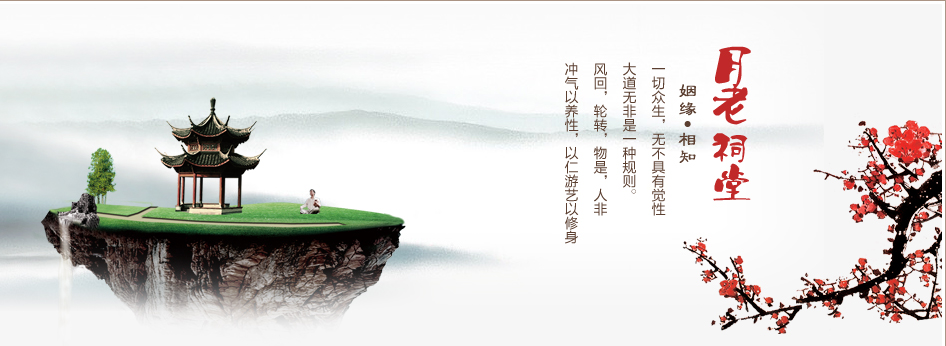 月老祠堂
姻缘•相知
一切众生，无不具有觉性
大道无非是一种规则。
风回，轮转，物是，人非
冲气以养性，以仁游艺以修身